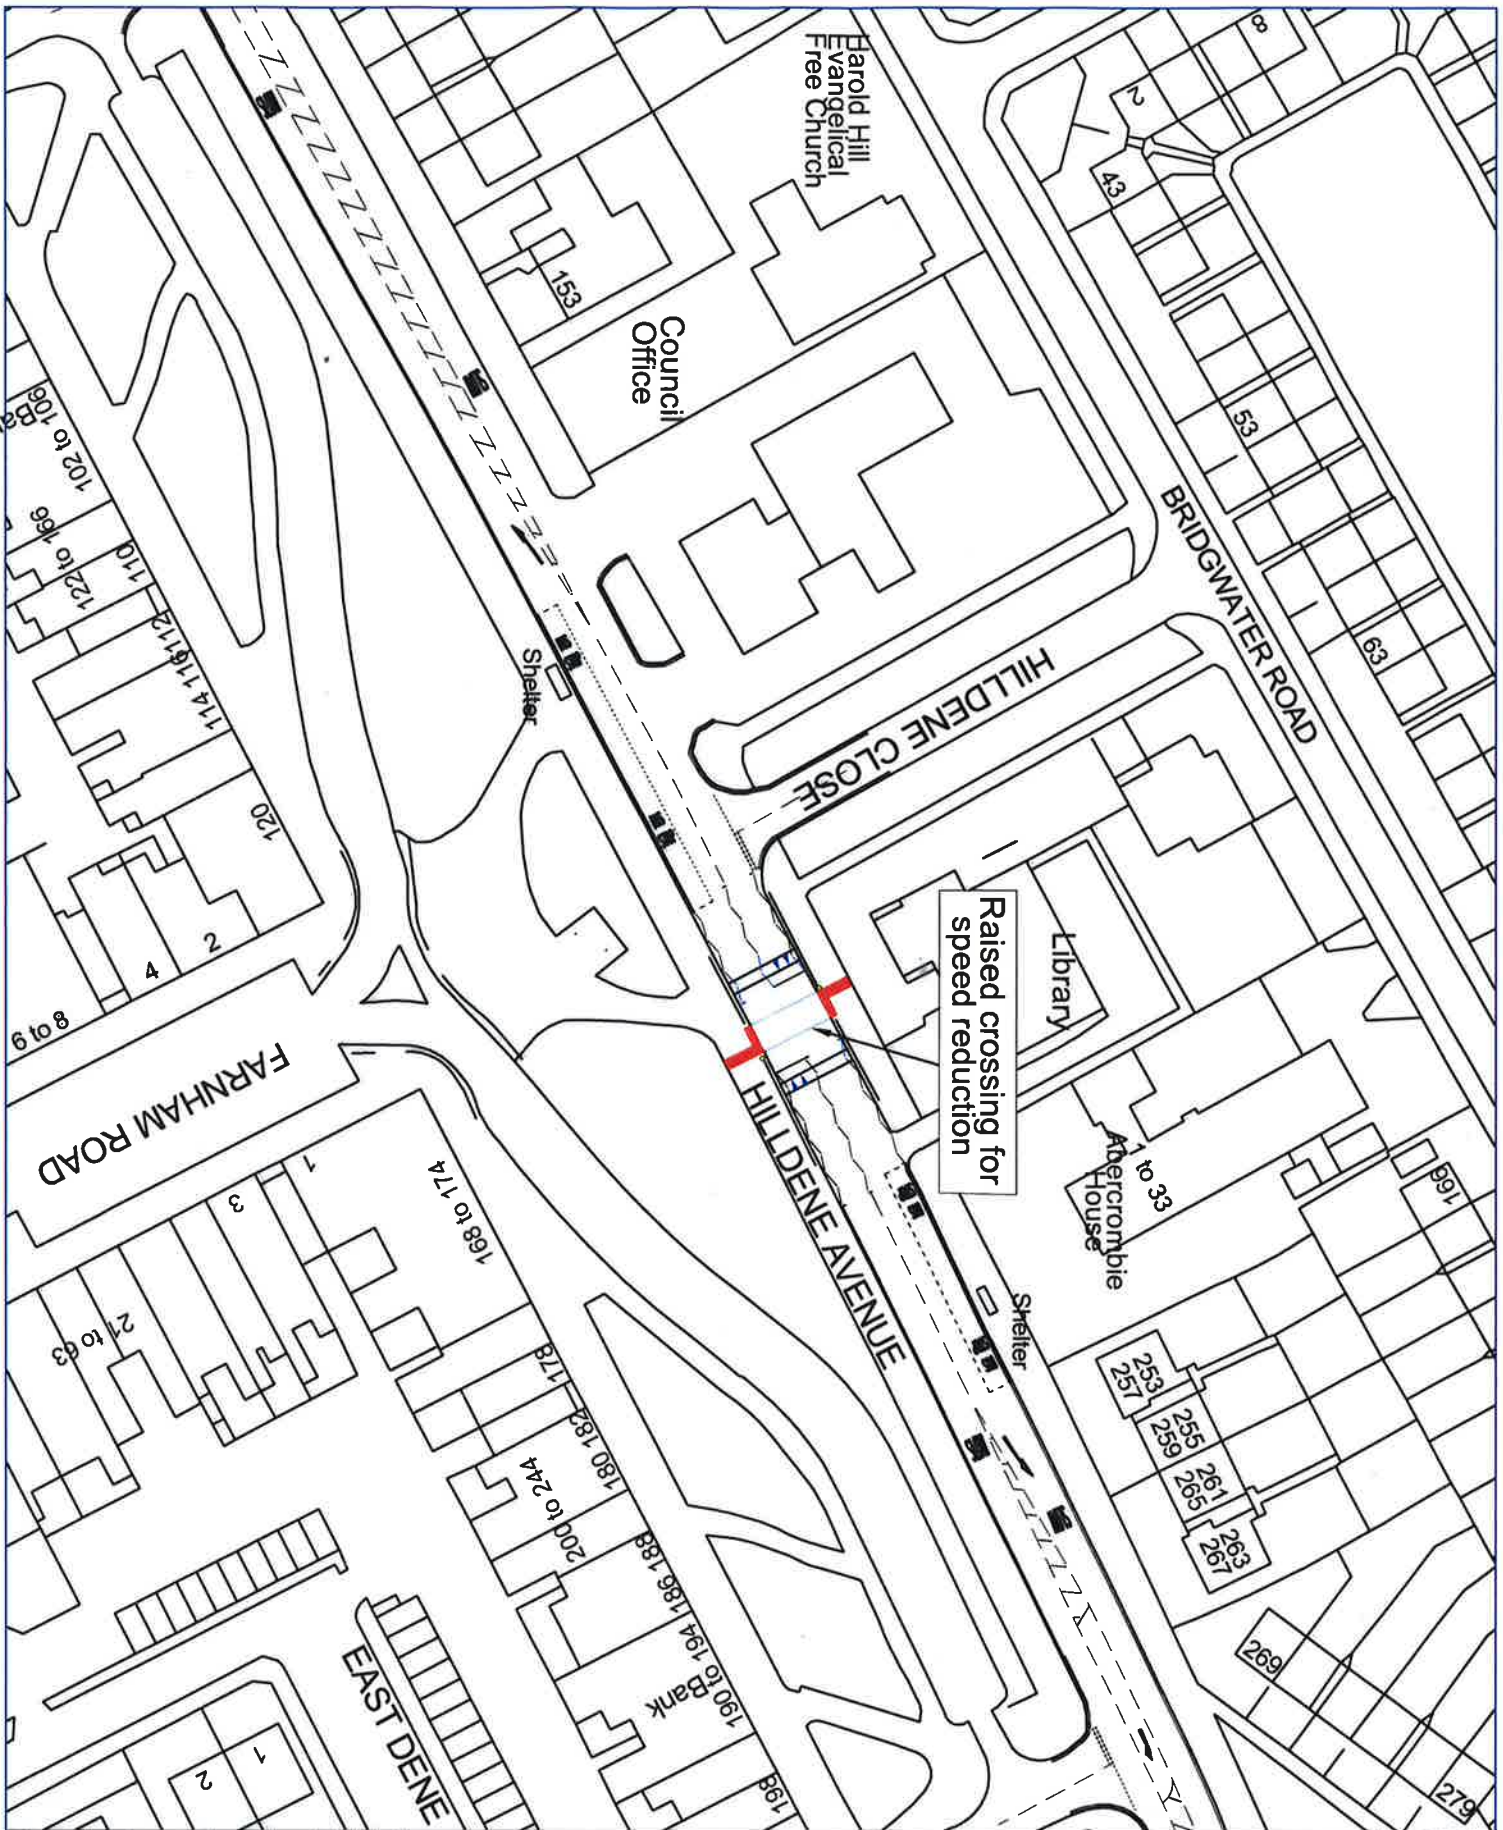 Harold Hill
Evangelical
Free Church
8
2
43
153
Council
Office
53
BRIDGWATER ROAD
63
HILLDENE CLOSE
Shelter
102 to 106
122 to 166
110
112
116
114
120
2
4
6 to 8
FARNHAM ROAD
Raised crossing for
speed reduction
Library
HILLDENE AVENUE
1 to 33
Abercrombie
House
166
Shelter
1
3
21 to 63
168 to 174
178
180 182
200 to 244
186 188
190 to 194
Bank
198
253
257
255
259
261
265
263
267
269
279
EAST DENE
1
2